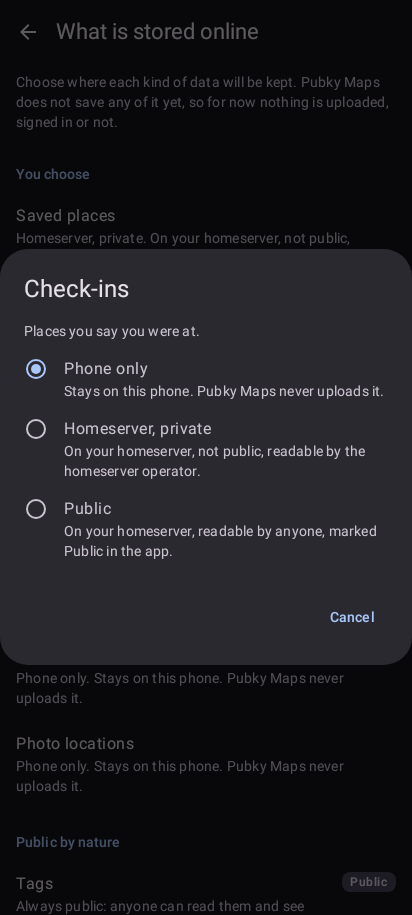 What is stored online
Choose where each kind of data will be kept. Pubky Maps
does not save any of it yet, so for now nothing is uploaded,
signed in or not.
You choose
Saved places
Homeserver, private. On your homeserver, not public,
Check-ins
Places you say you were at.
Phone only
Stays on this phone. Pubky Maps never uploads it.
Homeserver, private
On your homeserver, not public, readable by the
homeserver operator.
Public
On your homeserver, readable by anyone, marked
Public in the app.
Cancel
Phone only. Stays on this phone. Pubky Maps never
uploads it.
Photo locations
Phone only. Stays on this phone. Pubky Maps never
uploads it.
Public by nature
Tags
Public
Always public: anyone can read them and see